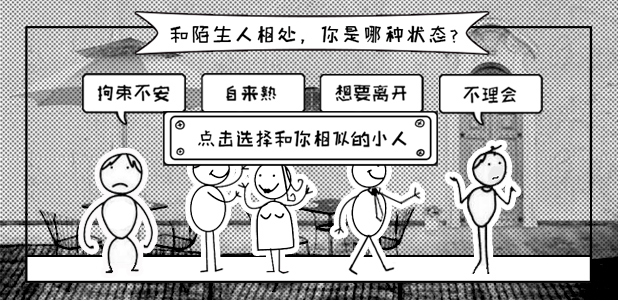 和陌生人相处，你是哪种状态？
拘束不安
自来熟
想要离开
不理会
点击选择和你相似的小人